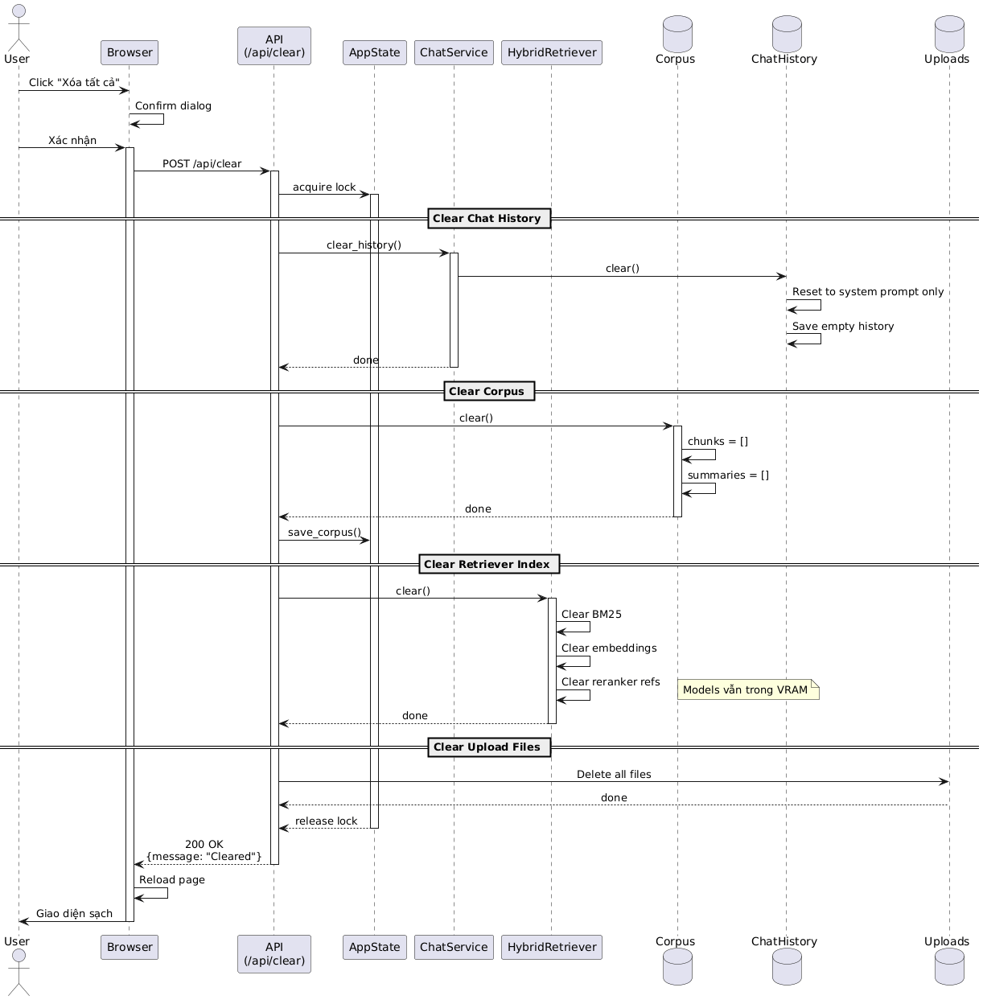 User
Browser
API
(/api/clear)
AppState
ChatService
HybridRetriever
Corpus
ChatHistory
Uploads
Click "Xóa tất cả"
Confirm dialog
Xác nhận
POST /api/clear
acquire lock
Clear Chat History
clear_history()
clear()
Reset to system prompt only
Save empty history
done
Clear Corpus
clear()
chunks = []
summaries = []
done
save_corpus()
Clear Retriever Index
clear()
Clear BM25
Clear embeddings
Clear reranker refs
Models vẫn trong VRAM
done
Clear Upload Files
Delete all files
done
release lock
200 OK
{message: "Cleared"}
Reload page
Giao diện sạch
User
Browser
API
(/api/clear)
AppState
ChatService
HybridRetriever
Corpus
ChatHistory
Uploads